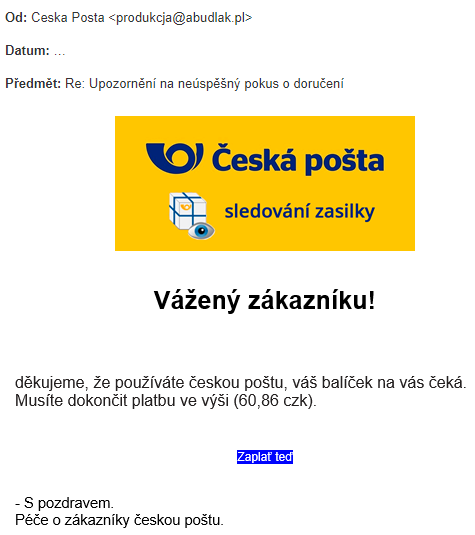 Od: Ceska Posta <produkcja@abudlak.pl>
Datum: ...
Předmět: Re: Upozornění na neúspěšný pokus o doručení
Česká pošta
sledování zasilky
Vážený zákazníku!
děkujeme, že používáte českou poštu, váš balíček na vás čeká.
Musíte dokončit platbu ve výši (60,86 czk).
Zaplať teď
- S pozdravem.
Péče o zákazníky českou poštu.